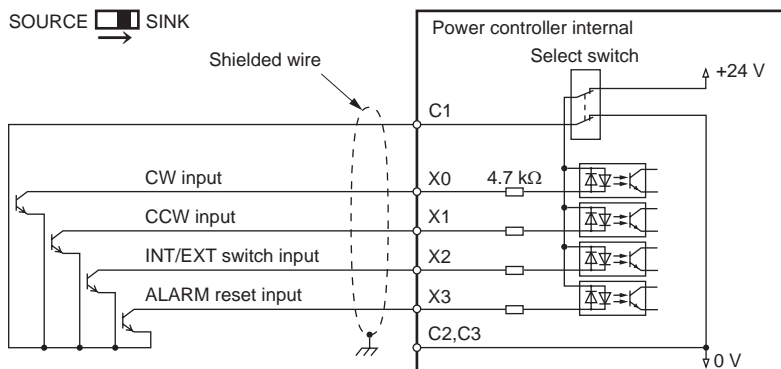 SOURCE SINK
Power controller internal
Shielded wire
Select switch
+24 V
C1
CW input
X0
4.7 kΩ
CCW input
X1
INT/EXT switch input
X2
ALARM reset input
X3
C2,C3
0 V